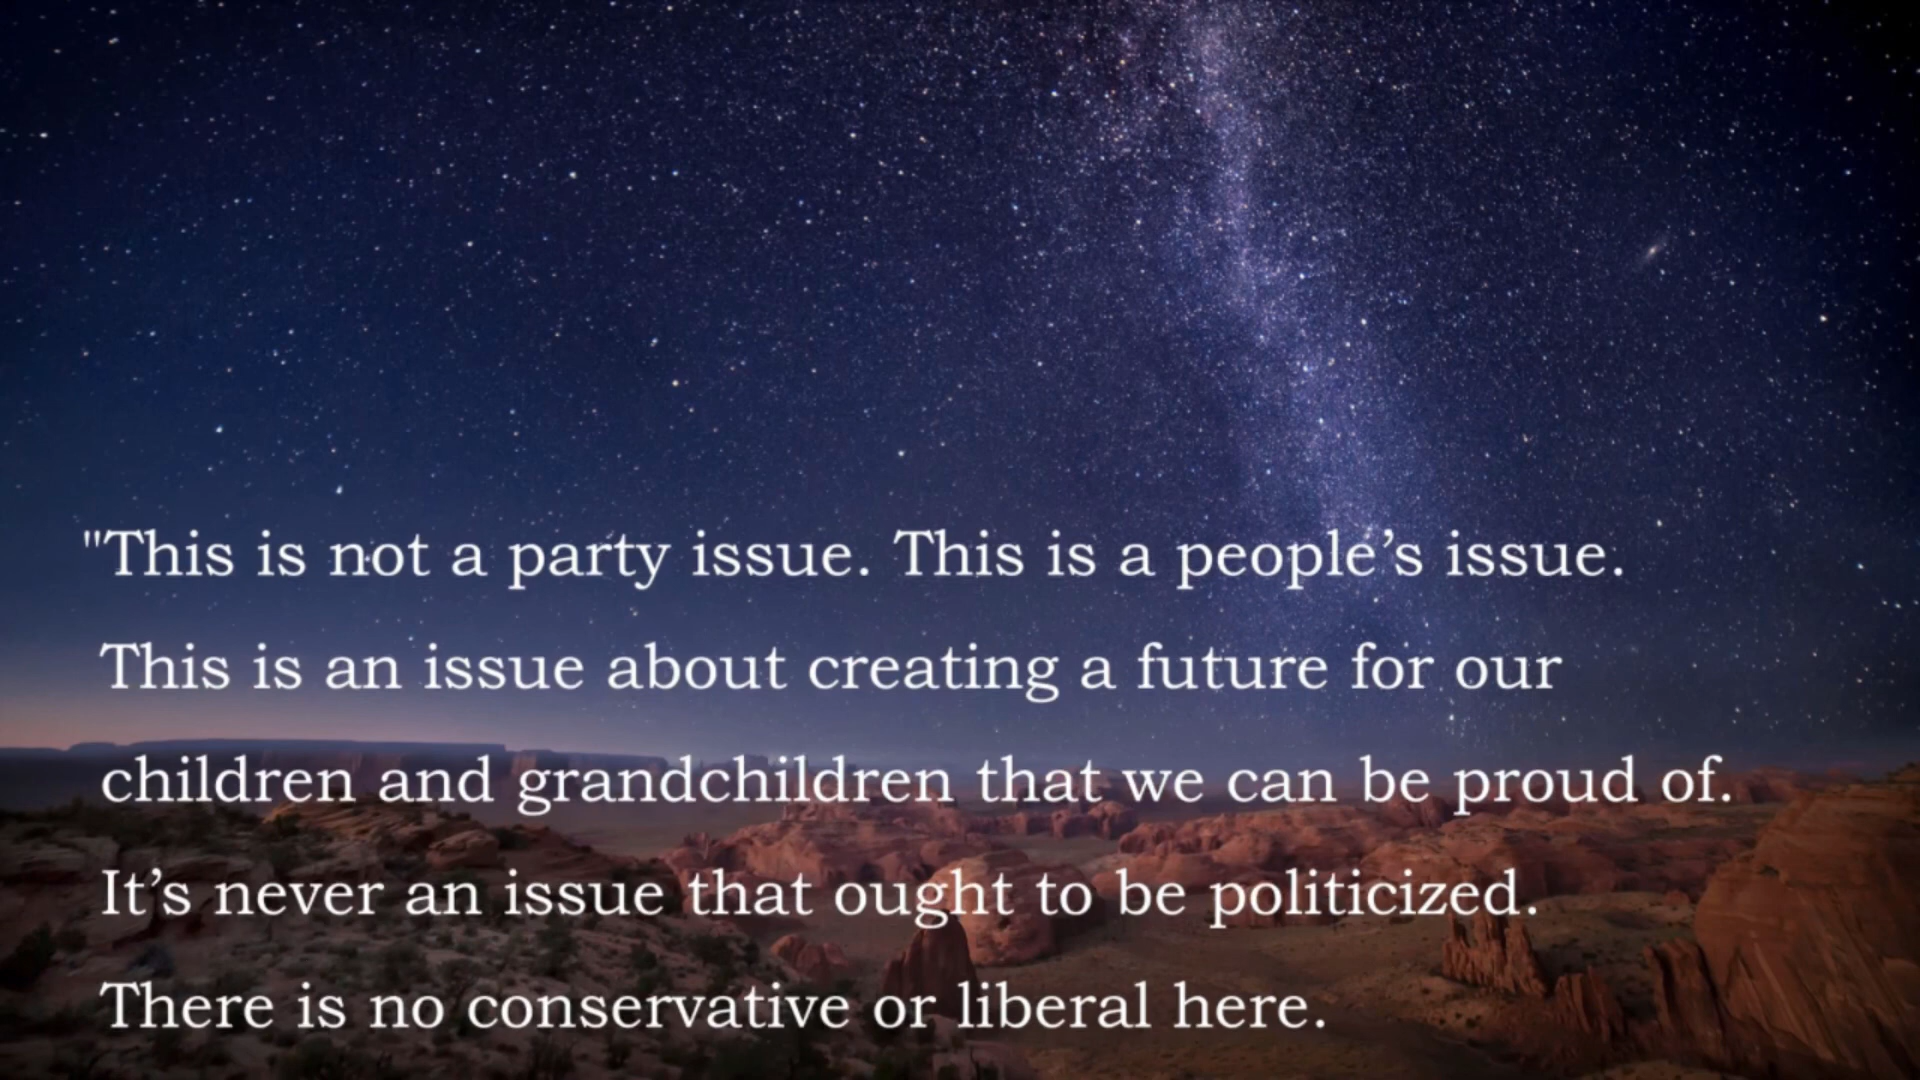 "This is not a party issue. This is a people’s issue.
This is an issue about creating a future for our
children and grandchildren that we can be proud of.
It’s never an issue that ought to be politicized.
There is no conservative or liberal here.